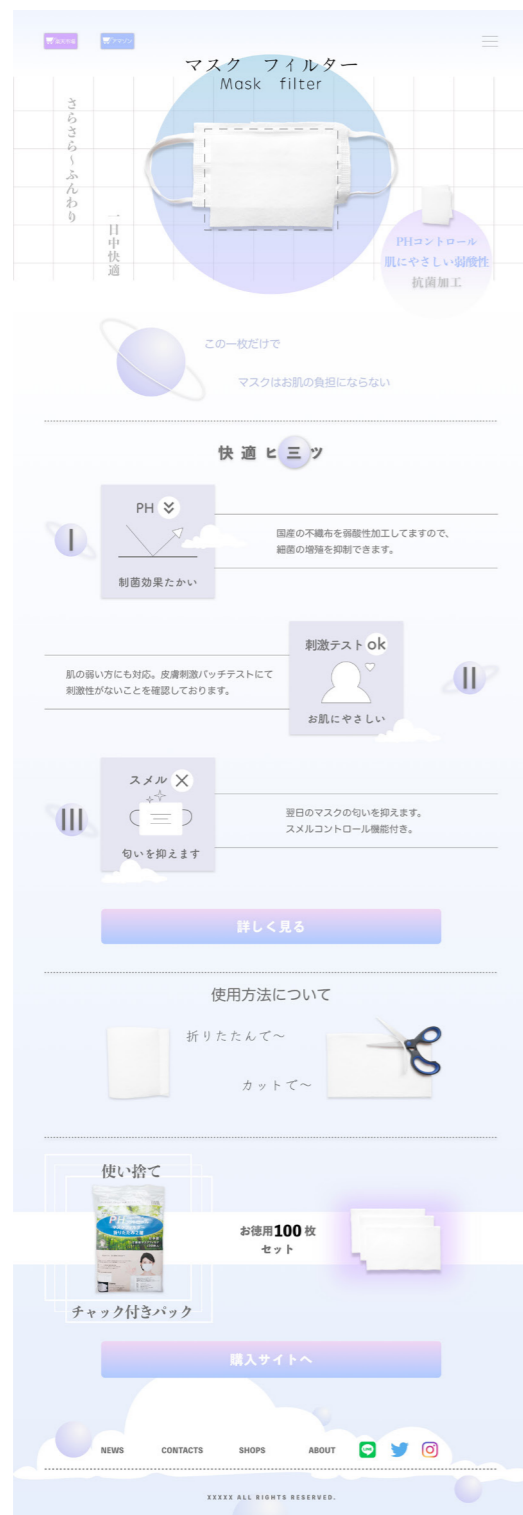 楽天市場
アマゾン
マスク フィルター
Mask filter
さらさら〜ふんわり
一日中快適
PHコントロール
肌にやさしい弱酸性
抗菌加工
この一枚だけで
マスクはお肌の負担にならない
快適ヒ三ツ
I
PH
制菌効果たかい
国産の不織布を弱酸性加工してますので、
細菌の増殖を抑制できます。
刺激テスト ok
お肌にやさしい
肌の弱い方にも対応。皮膚刺激パッチテストにて
刺激性がないことを確認しております。
II
III
スメル
匂いを抑えます
翌日のマスクの匂いを抑えます。
スメルコントロール機能付き。
詳しく見る
使用方法について
折りたたんで〜
カットで〜
使い捨て
PH
チャック付きパック
お徳用100枚
セット
購入サイトへ
NEWS CONTACTS SHOPS ABOUT
LINE
XXXXX ALL RIGHTS RESERVED.